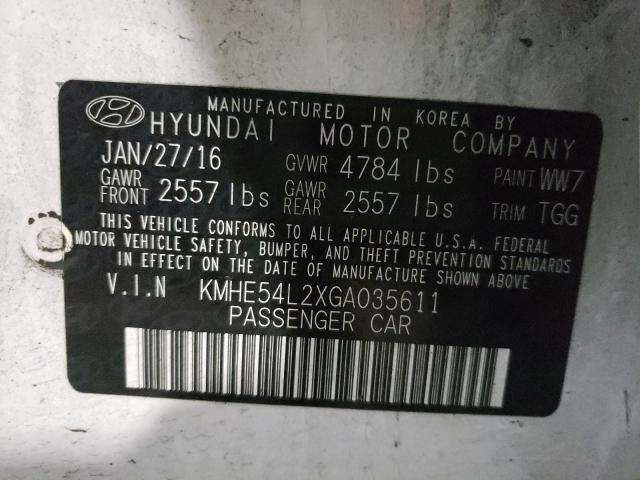 MANUFACTURED IN KOREA BY
HYUNDAI MOTOR COMPANY
JAN/27/16 GVWR 4784 lbs PAINT WW7
GAWR FRONT 2557 lbs GAWR REAR 2557 lbs TRIM TGG
THIS VEHICLE CONFORMS TO ALL APPLICABLE U.S.A. FEDERAL
MOTOR VEHICLE SAFETY, BUMPER, AND THEFT PREVENTION STANDARDS
IN EFFECT ON THE DATE OF MANUFACTURE SHOWN ABOVE
V.I.N KMHE54L2XGA035611
PASSENGER CAR